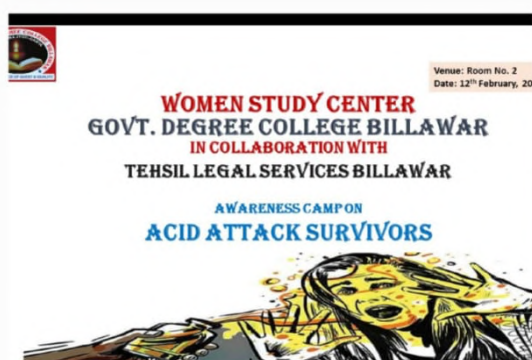 Venue: Room No. 2
Date: 12th February, 20
WOMEN STUDY CENTER
GOVT. DEGREE COLLEGE BILLAWAR
IN COLLABORATION WITH
TEHSIL LEGAL SERVICES BILLAWAR
AWARENESS CAMP ON
ACID ATTACK SURVIVORS